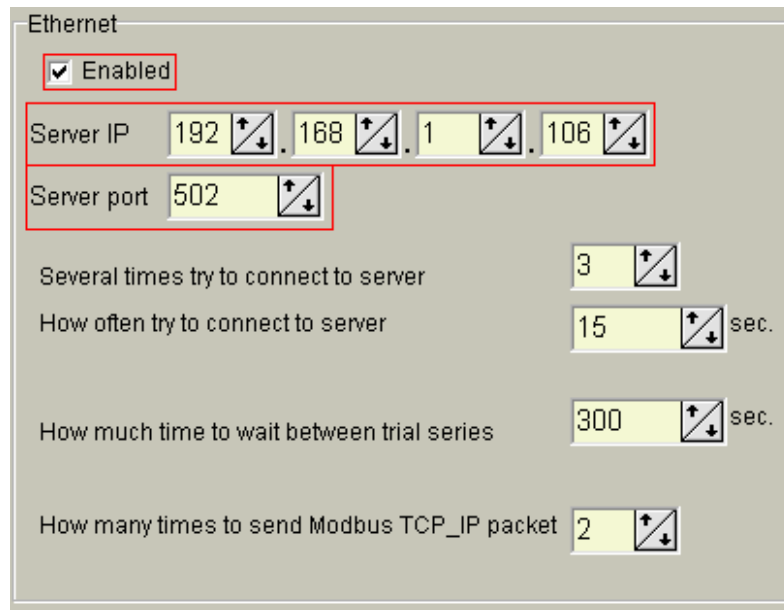 Ethernet
Enabled
Server IP 192 . 168 . 1 . 106
Server port 502
Several times try to connect to server 3
How often try to connect to server 15 sec.
How much time to wait between trial series 300 sec.
How many times to send Modbus TCP_IP packet 2